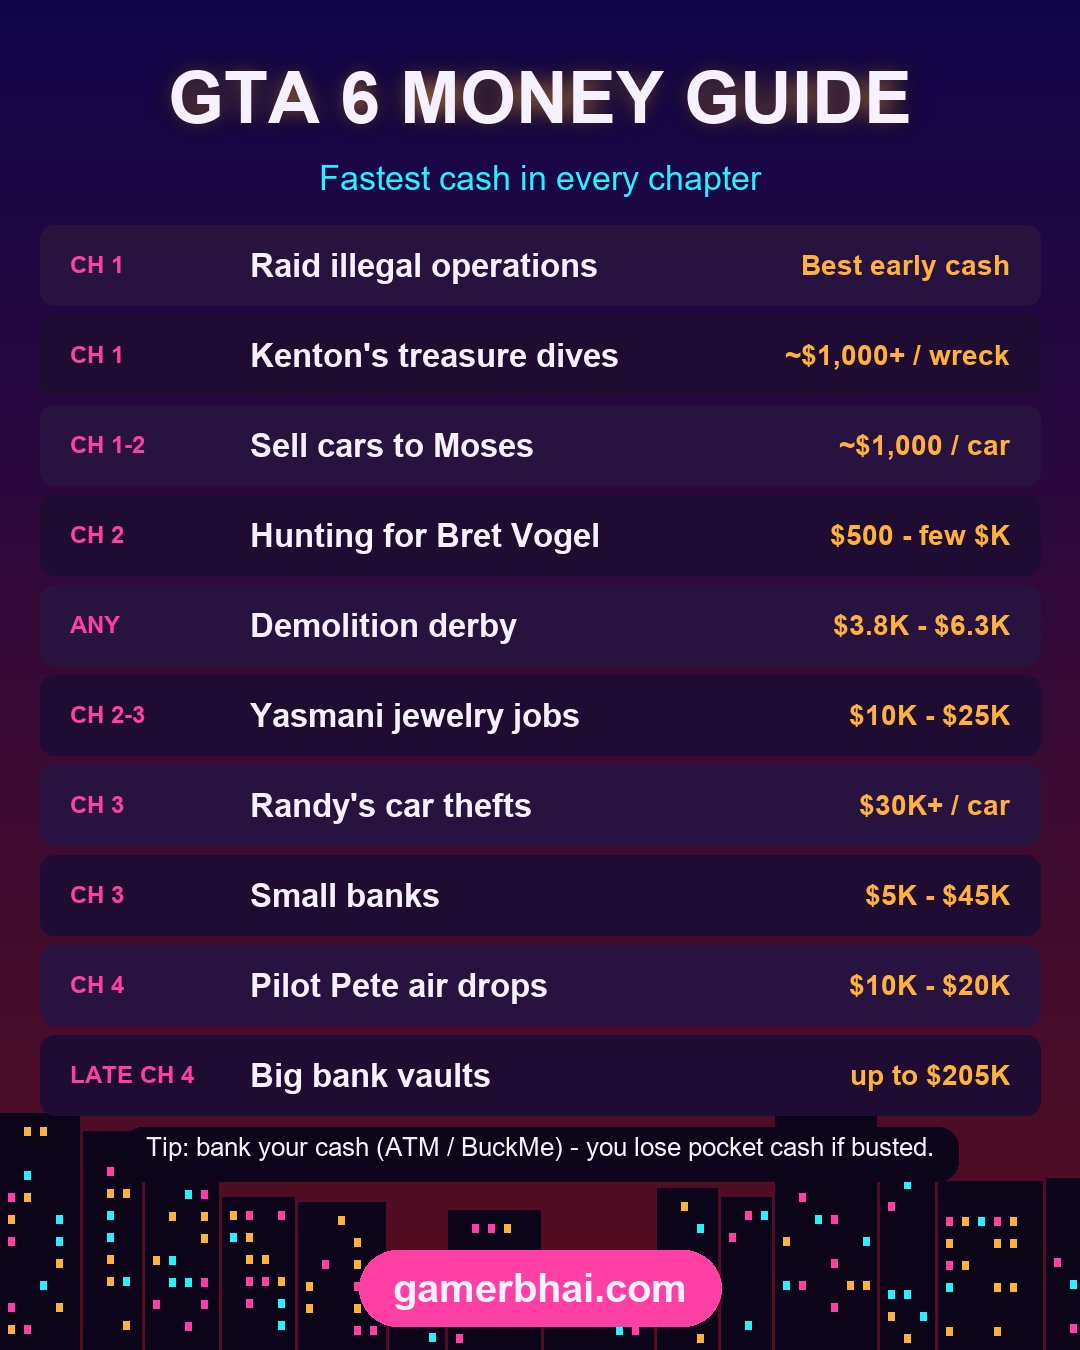 GTA 6 MONEY GUIDE
Fastest cash in every chapter
CH 1 Raid illegal operations Best early cash
CH 1 Kenton's treasure dives ~$1,000+ / wreck
CH 1-2 Sell cars to Moses ~$1,000 / car
CH 2 Hunting for Bret Vogel $500 - few $K
ANY Demolition derby $3.8K - $6.3K
CH 2-3 Yasmani jewelry jobs $10K - $25K
CH 3 Randy's car thefts $30K+ / car
CH 3 Small banks $5K - $45K
CH 4 Pilot Pete air drops $10K - $20K
LATE CH 4 Big bank vaults up to $205K
Tip: bank your cash (ATM / BuckMe) - you lose pocket cash if busted.
gamerbhai.com